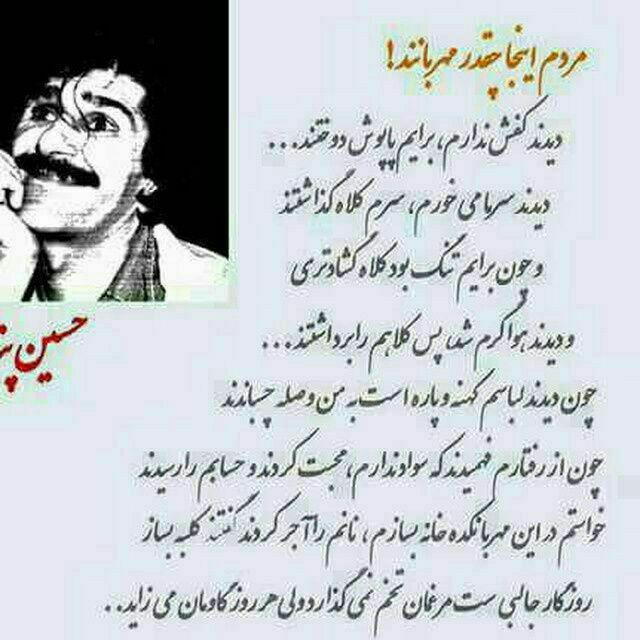 مردم اینجا چقدر مهربانند!
دیدند کفش ندارم، برایم پاپوش دوختند...
دیدند سرما می خورم، سرم کلاه گذاشتند
و چون برایم تنگ بود کلاه گشادتری
و دیدند هوا گرم شد، پس کلاهم را برداشتند...
چون دیدند لباسم کهنه و پاره است به من وصله چسباندند
چون از رفتارم فهمیدند که سواد ندارم، محبت کردند و حسابم را رسیدند
خواستم در این مهربانکده خانه بسازم، نانم را آجر کردند گفتند کلبه بساز
روزگار جالبی ست مرغمان تخم نمی گذارد ولی هر روز گاومان می زاید..
حسین